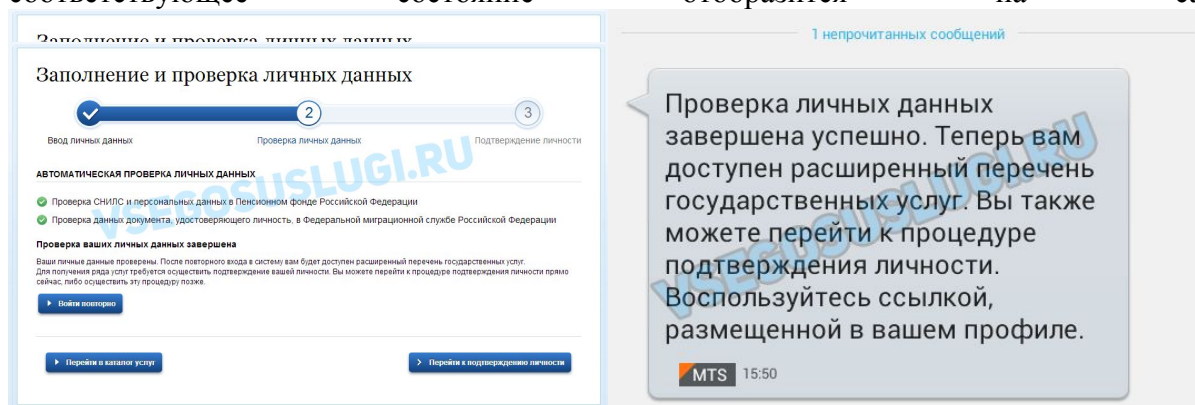 соответствующее состояние отобразится на
Заполнение и проверка личных данных
Заполнение и проверка личных данных
2
3
Ввод личных данных
Проверка личных данных
Подтверждение личности
АВТОМАТИЧЕСКАЯ ПРОВЕРКА ЛИЧНЫХ ДАННЫХ
Проверка СНИЛС и персональных данных в Пенсионном фонде Российской Федерации
Проверка данных документа, удостоверяющего личность, в Федеральной миграционной службе Российской Федерации
Проверка ваших личных данных завершена
Ваши личные данные проверены. После повторного входа в систему вам будет доступен расширенный перечень государственных услуг.
Для получения ряда услуг требуется осуществить подтверждение вашей личности. Вы можете перейти к процедуре подтверждения личности прямо
сейчас, либо осуществить эту процедуру позже.
Войти повторно
Перейти в каталог услуг
Перейти к подтверждению личности
VSEGOSUSLUGI.RU
1 непрочитанных сообщений
Проверка личных данных
завершена успешно. Теперь вам
доступен расширенный перечень
государственных услуг. Вы также
можете перейти к процедуре
подтверждения личности.
Воспользуйтесь ссылкой,
размещенной в вашем профиле.
MTS 15:50
VSEGOSUSLUGI.RU